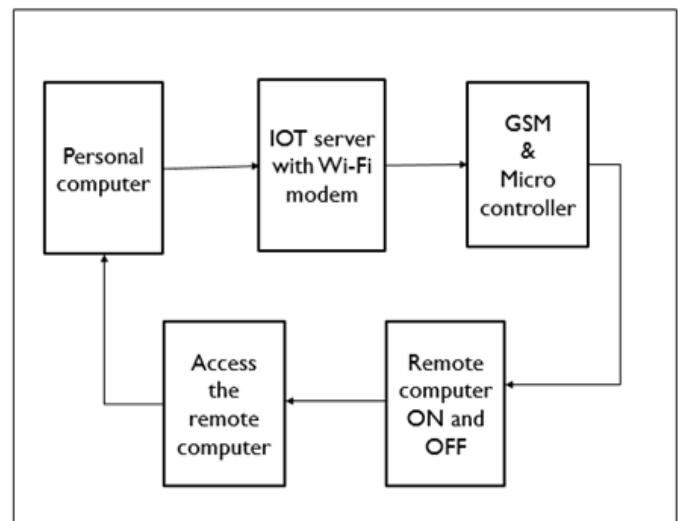 Personal
computer
IOT server
with Wi-Fi
modem
GSM
&
Micro
controller
Remote
computer
ON and
OFF
Access
the
remote
computer